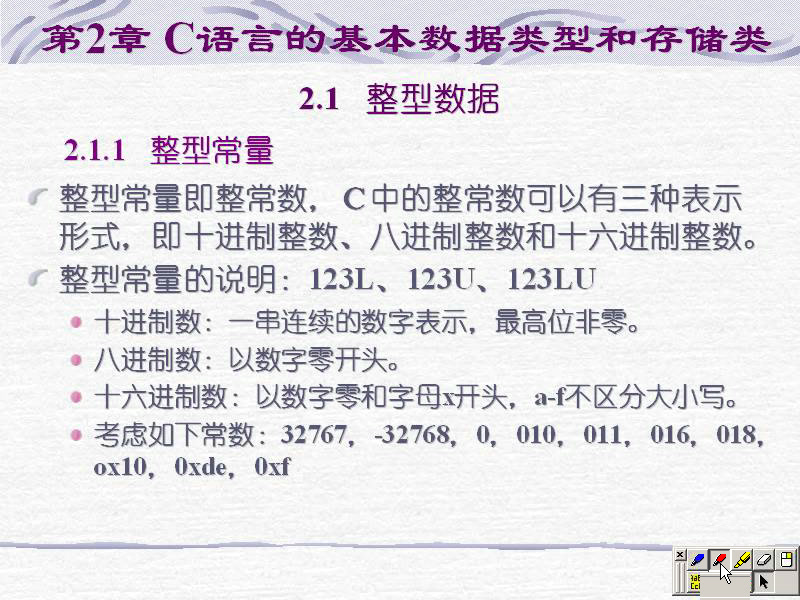 第2章 C语言的基本数据类型和存储类
2.1 整型数据
2.1.1 整型常量
整型常量即整常数，C中的整常数可以有三种表示
形式，即十进制整数、八进制整数和十六进制整数。
整型常量的说明：123L、123U、123LU
十进制数：一串连续的数字表示，最高位非零。
八进制数：以数字零开头。
十六进制数：以数字零和字母x开头，a-f不区分大小写。
考虑如下常数：32767，-32768，0，010，011，016，018，
ox10，0xde，0xf